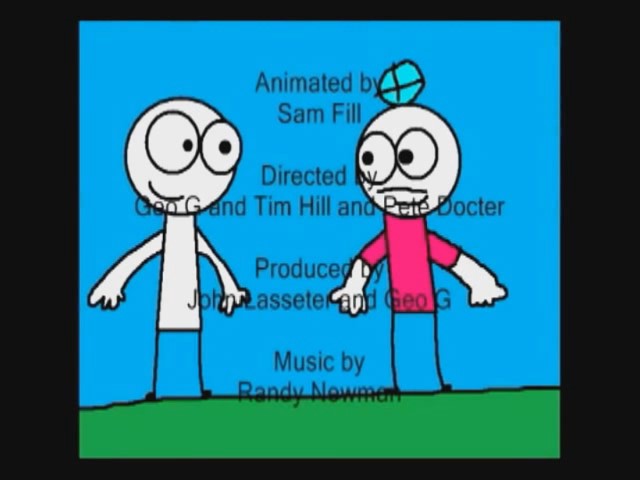 Animated by
Sam Fill
Directed by
Geo G and Tim Hill and Pete Docter
Produced by
John Lasseter and Geo G
Music by
Randy Newman